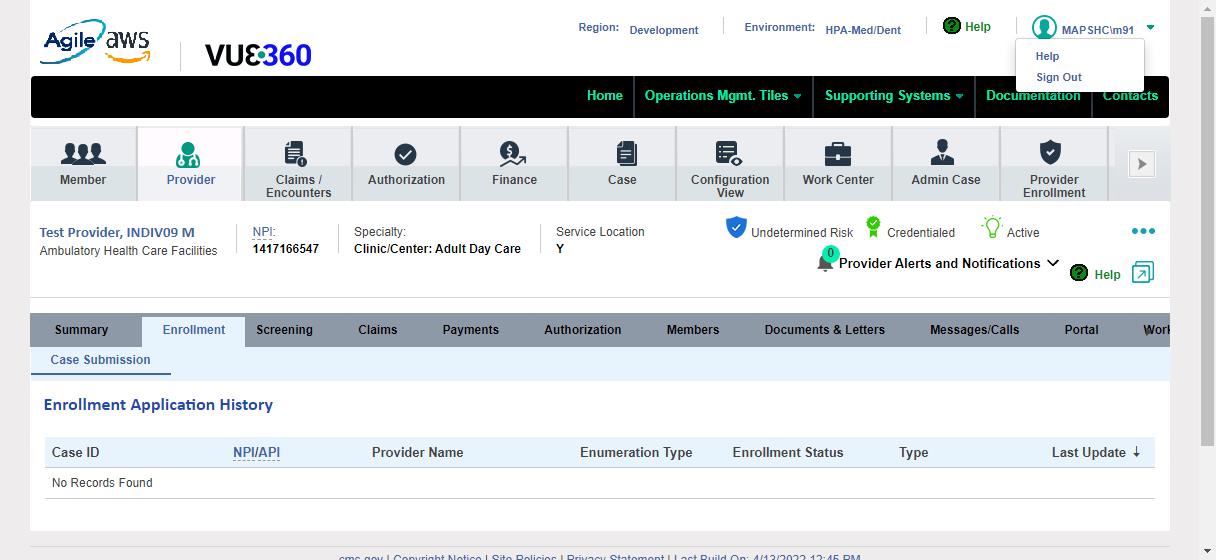 Agile aws
VUE360
Region: Development
Environment: HPA-Med/Dent
Help
MAPSHC\m91
Help
Sign Out
Home
Operations Mgmt. Tiles
Supporting Systems
Documentation
Contacts
Member
Provider
Claims /
Encounters
Authorization
Finance
Case
Configuration
View
Work Center
Admin Case
Provider
Enrollment
Test Provider, INDIV09 M
Ambulatory Health Care Facilities
NPI:
1417166547
Specialty:
Clinic/Center: Adult Day Care
Service Location
Y
Undetermined Risk
Credentialed
Active
0
Provider Alerts and Notifications
Help
Summary
Enrollment
Screening
Claims
Payments
Authorization
Members
Documents & Letters
Messages/Calls
Portal
Work
Case Submission
Enrollment Application History
Case ID NPI/API Provider Name Enumeration Type Enrollment Status Type Last Update ↓
No Records Found
cms.gov | Copyright Notice | Site Policies | Privacy Statement | Last Build On: 4/13/2022 12:45 PM